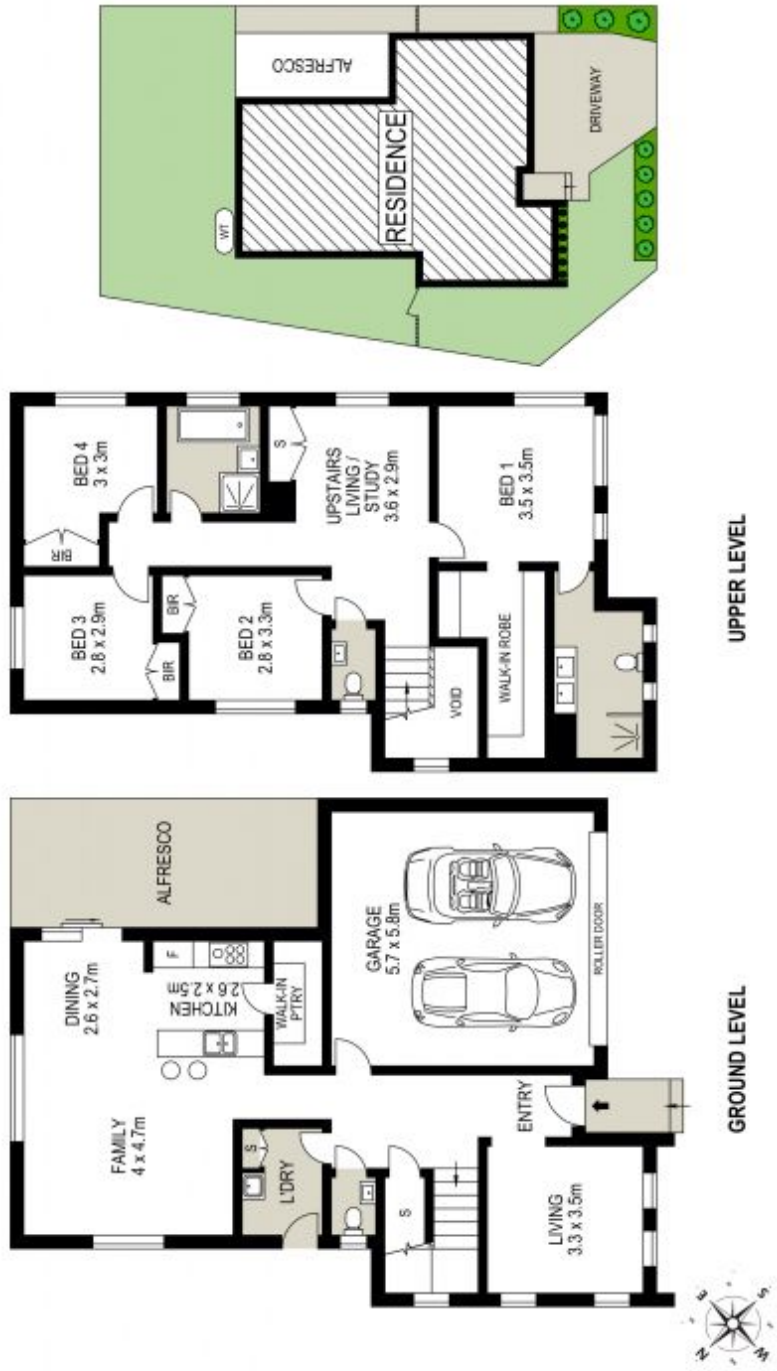 ALFRESCO
DRIVEWAY
RESIDENCE
WT
BED 4
3 x 3m
BIR
S
UPSTAIRS
LIVING /
STUDY
3.6 x 2.9m
BED 1
3.5 x 3.5m
BED 3
2.8 x 2.9m
BIR
BIR
BED 2
2.8 x 3.3m
VOID
WALK-IN ROBE
UPPER LEVEL
ALFRESCO
DINING
2.6 x 2.7m
F
KITCHEN
2.6 x 2.5m
WALK-IN
P'TRY
GARAGE
5.7 x 5.8m
ROLLER DOOR
FAMILY
4 x 4.7m
S
L'DRY
ENTRY
S
LIVING
3.3 x 3.5m
GROUND LEVEL
N
E
S
W